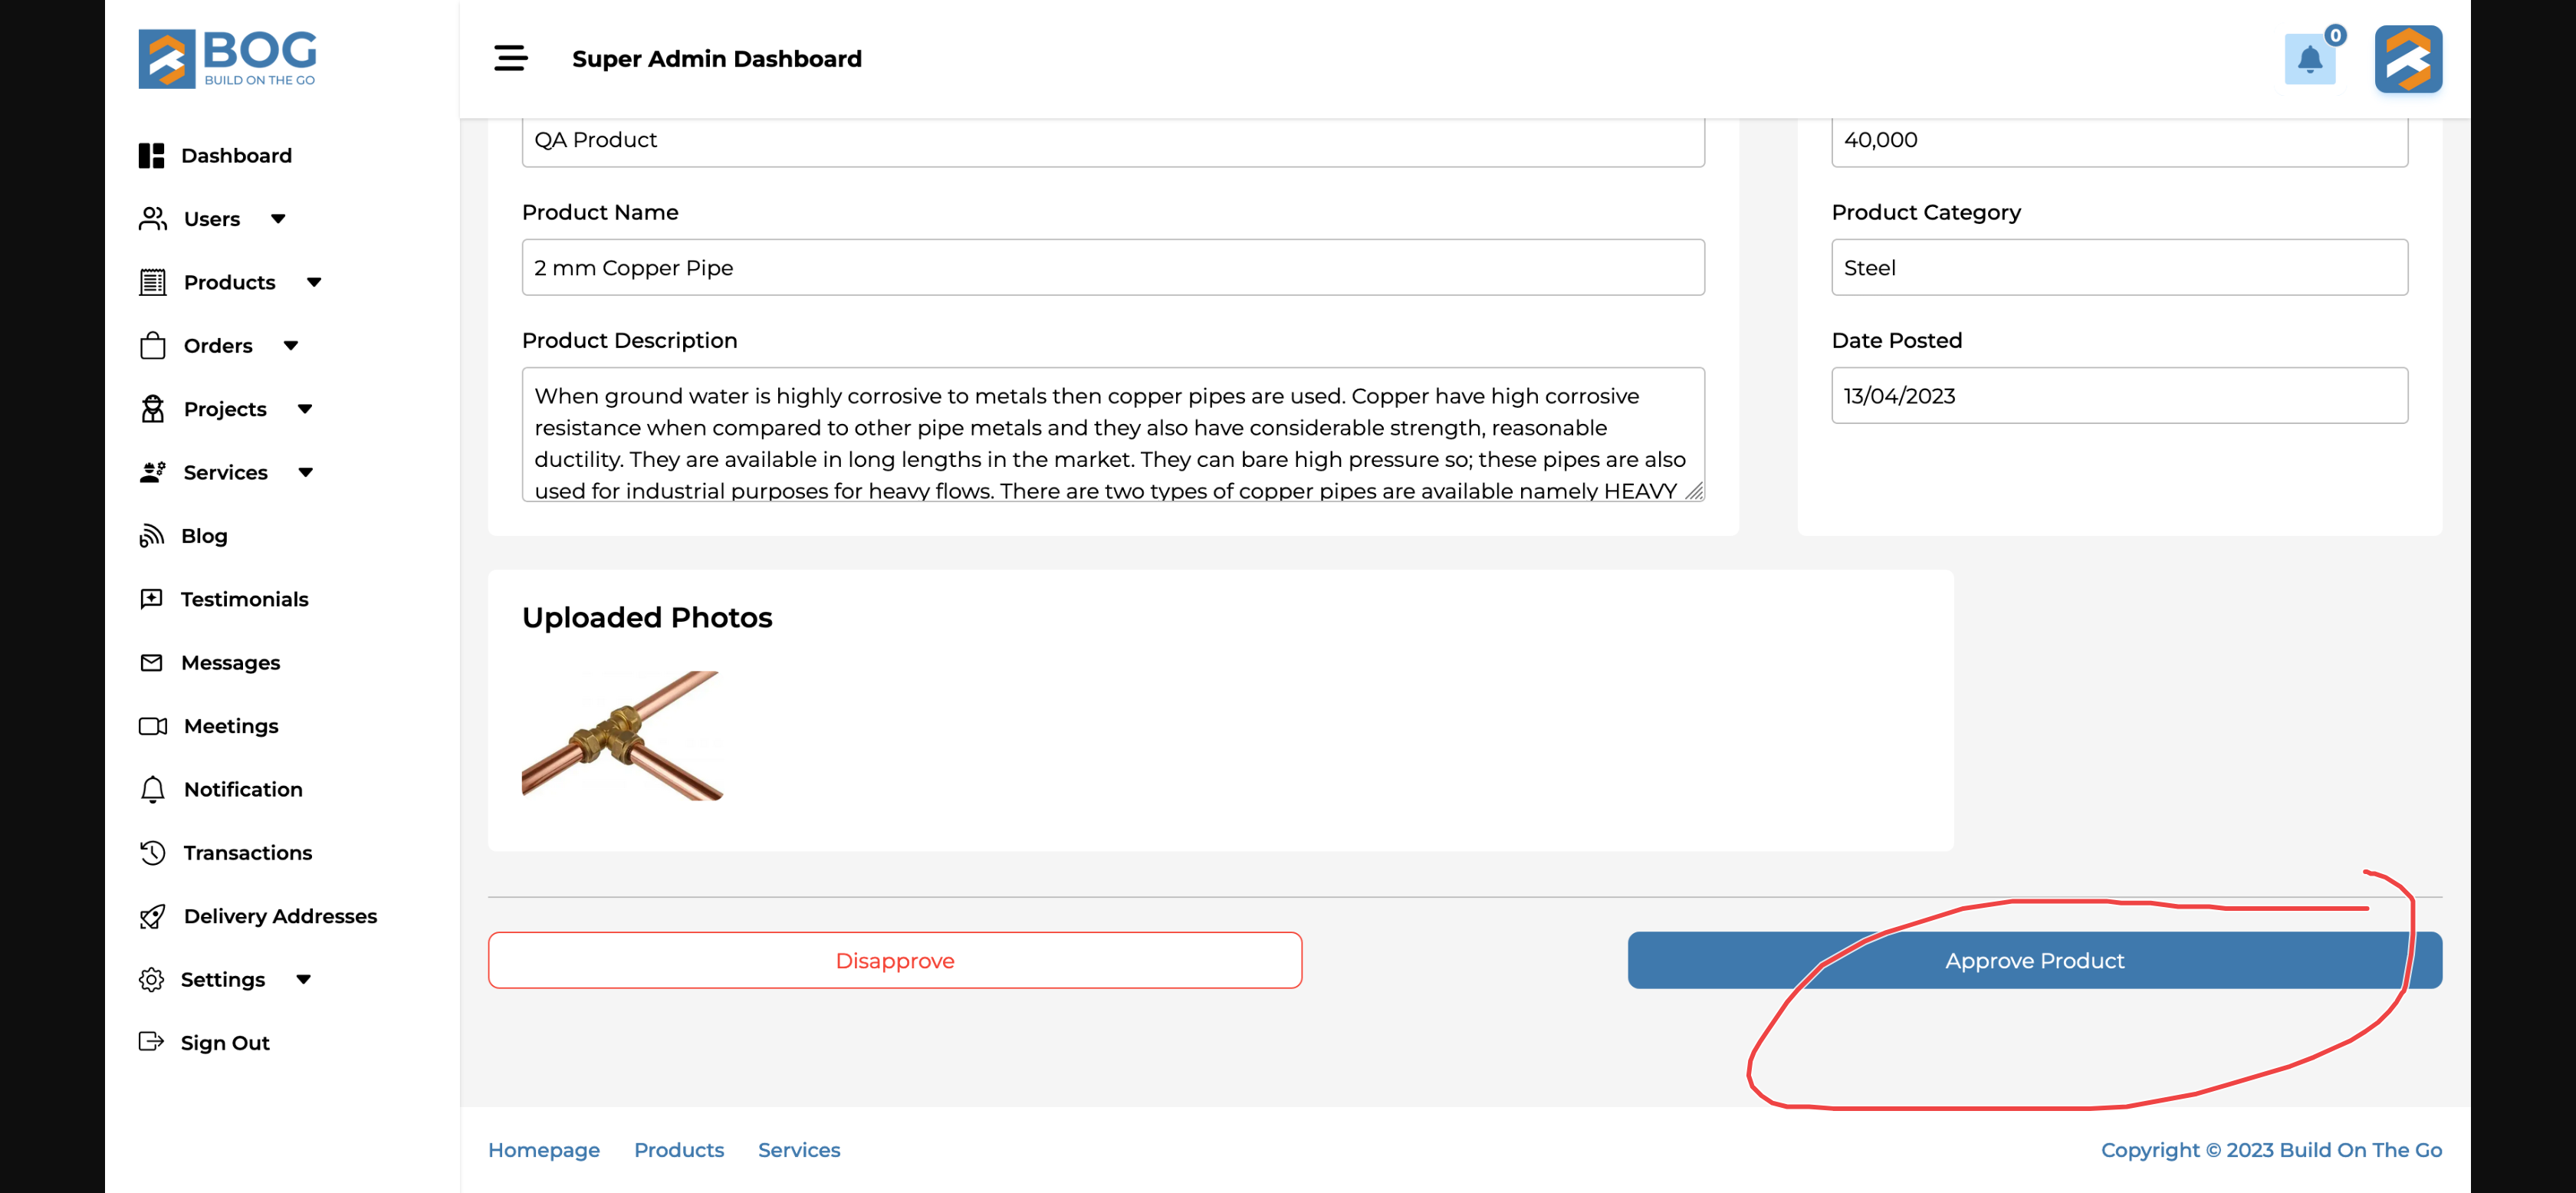 BOG
BUILD ON THE GO
Super Admin Dashboard
0
Dashboard
Users
Products
Orders
Projects
Services
Blog
Testimonials
Messages
Meetings
Notification
Transactions
Delivery Addresses
Settings
Sign Out
QA Product
Product Name
2 mm Copper Pipe
Product Description
When ground water is highly corrosive to metals then copper pipes are used. Copper have high corrosive
resistance when compared to other pipe metals and they also have considerable strength, reasonable
ductility. They are available in long lengths in the market. They can bare high pressure so; these pipes are also
used for industrial purposes for heavy flows. There are two types of copper pipes are available namely HEAVY
40,000
Product Category
Steel
Date Posted
13/04/2023
Uploaded Photos
Disapprove
Approve Product
Homepage
Products
Services
Copyright © 2023 Build On The Go